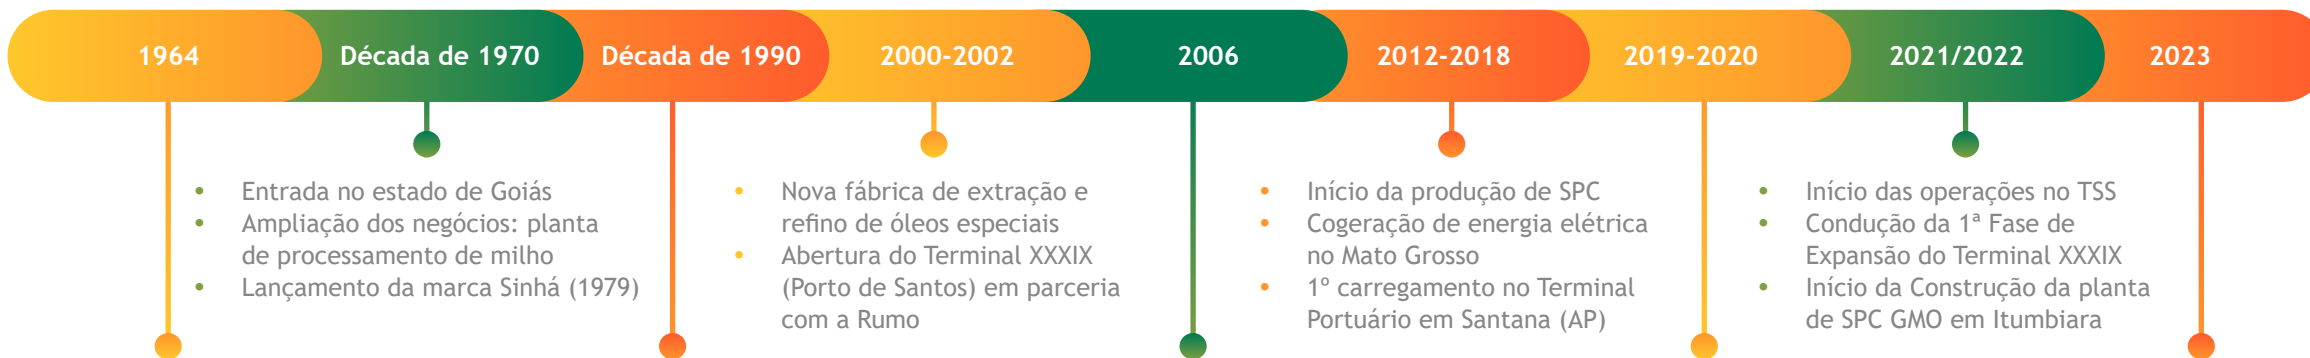 1964
Década de 1970
Década de 1990
2000-2002
2006
2012-2018
2019-2020
2021/2022
2023
• Entrada no estado de Goiás
• Ampliação dos negócios: planta
de processamento de milho
• Lançamento da marca Sinhá (1979)
• Nova fábrica de extração e
refino de óleos especiais
• Abertura do Terminal XXXIX
(Porto de Santos) em parceria
com a Rumo
• Início da produção de SPC
• Cogeração de energia elétrica
no Mato Grosso
• 1º carregamento no Terminal
Portuário em Santana (AP)
• Início das operações no TSS
• Condução da 1ª Fase de
Expansão do Terminal XXXIX
• Início da Construção da planta
de SPC GMO em Itumbiara